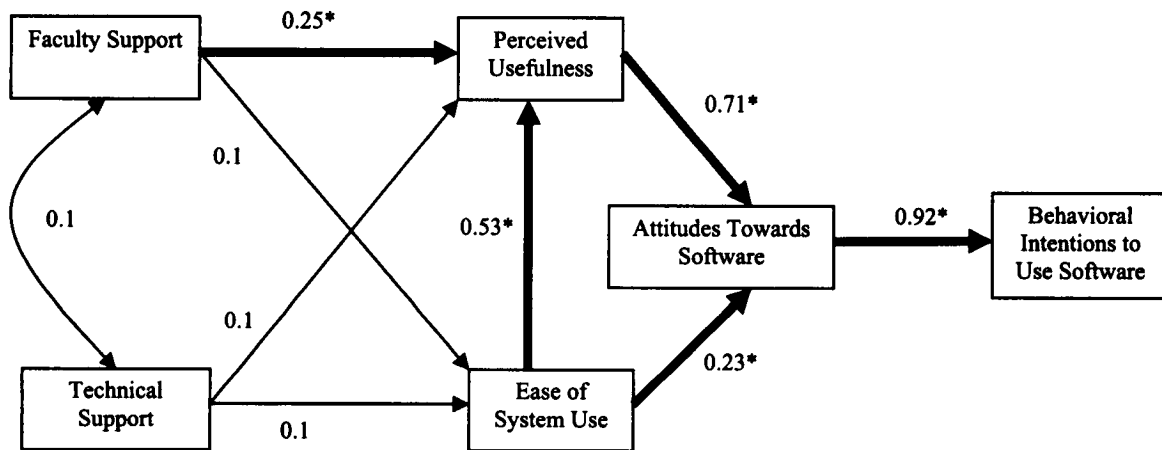 0.25*
Faculty Support
Perceived
Usefulness
0.71*
0.1
0.1
0.53*
Attitudes Towards
Software
0.92*
Behavioral
Intentions to
Use Software
0.1
0.23*
Technical
Support
0.1
Ease of
System Use